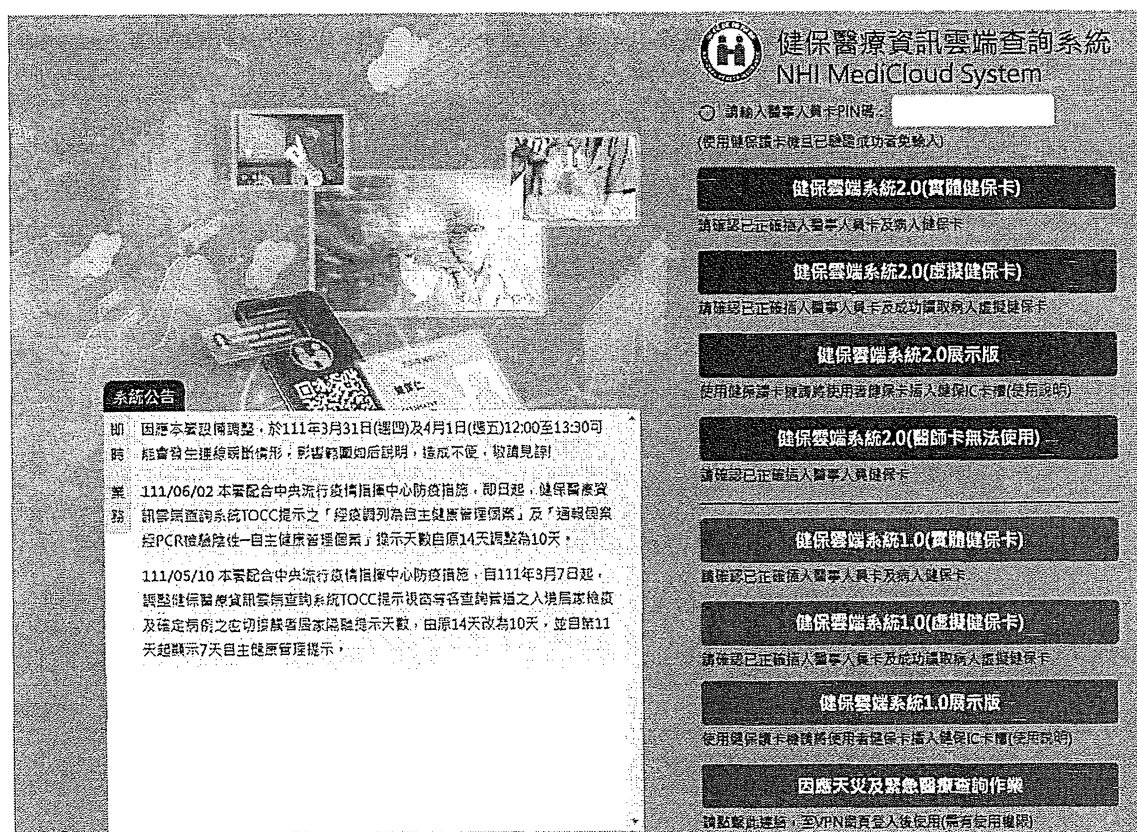 健保醫療資訊雲端查詢系統
NHI MediCloud System
請輸入醫事人員卡PIN碼：
(使用健保讀卡機且已驗證成功者免輸入)
健保雲端系統2.0(實體健保卡)
請確認已正確插入醫事人員卡及病人健保卡
健保雲端系統2.0(虛擬健保卡)
請確認已正確插入醫事人員卡及成功讀取病人虛擬健保卡
健保雲端系統2.0展示版
使用健保讀卡機請將使用者健保卡插入健保IC卡槽(使用說明)
健保雲端系統2.0(醫師卡無法使用)
請確認已正確插入醫事人員健保卡
健保雲端系統1.0(實體健保卡)
請確認已正確插入醫事人員卡及病人健保卡
健保雲端系統1.0(虛擬健保卡)
請確認已正確插入醫事人員卡及成功讀取病人虛擬健保卡
健保雲端系統1.0展示版
使用健保讀卡機請將使用者健保卡插入健保IC卡槽(使用說明)
因應天災及緊急醫療查詢作業
請點擊此連結，至VPN網頁登入後使用(需有使用權限)
系統公告
即時
業務
因應本署設備調整，於111年3月31日(週四)及4月1日(週五)12:00至13:30可
能會發生連線瞬斷情形，影響範圍如后說明，造成不便，敬請見諒!
111/06/02 本署配合中央流行疫情指揮中心防疫措施，即日起，健保醫療資
訊雲端查詢系統TOCC提示之「經疫調列為自主健康管理個案」及「通報個案
經PCR檢驗陰性—自主健康管理個案」提示天數自原14天調整為10天。
111/05/10 本署配合中央流行疫情指揮中心防疫措施，自111年3月7日起，
調整健保醫療資訊雲端查詢系統TOCC提示視窗等各查詢管道之入境居家檢疫
及確定病例之密切接觸者居家隔離提示天數，由原14天改為10天，並自第11
天起顯示7天自主健康管理提示。